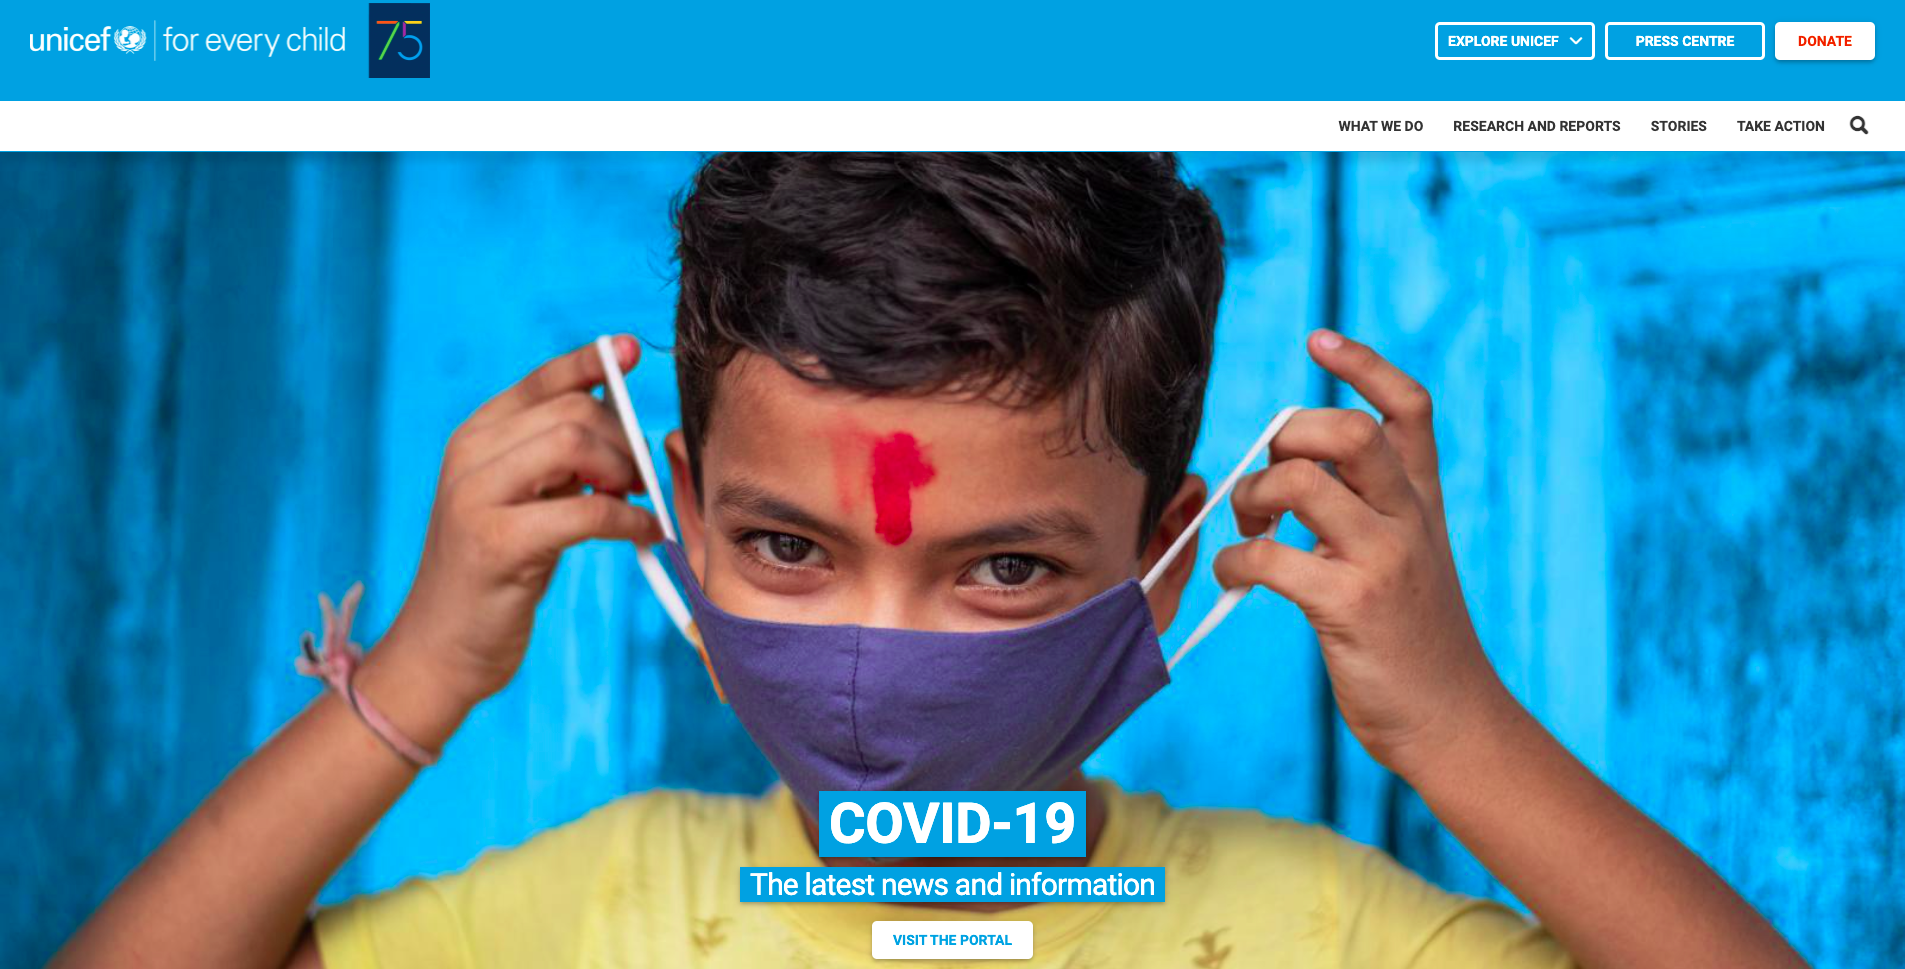 unicef for every child
75
EXPLORE UNICEF
PRESS CENTRE
DONATE
WHAT WE DO
RESEARCH AND REPORTS
STORIES
TAKE ACTION
COVID-19
The latest news and information
VISIT THE PORTAL